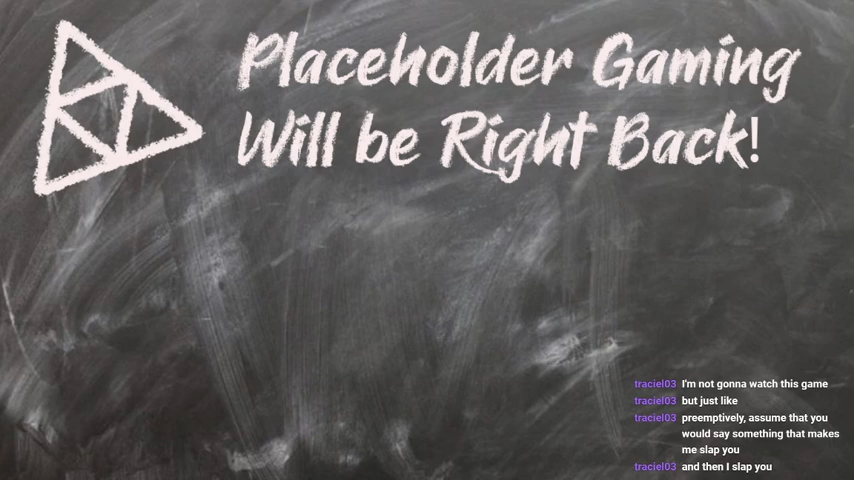 Placeholder Gaming
Will be Right Back!
traciel03 I'm not gonna watch this game
traciel03 but just like
traciel03 preemptively, assume that you
would say something that makes
me slap you
traciel03 and then I slap you